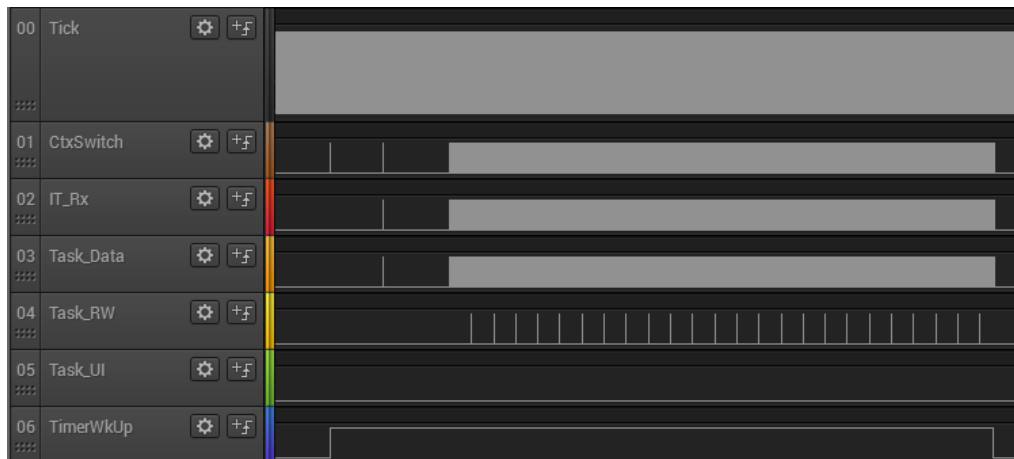 00 Tick
01 CtxSwitch
02 IT_Rx
03 Task_Data
04 Task_RW
05 Task_UI
06 TimerWkUp